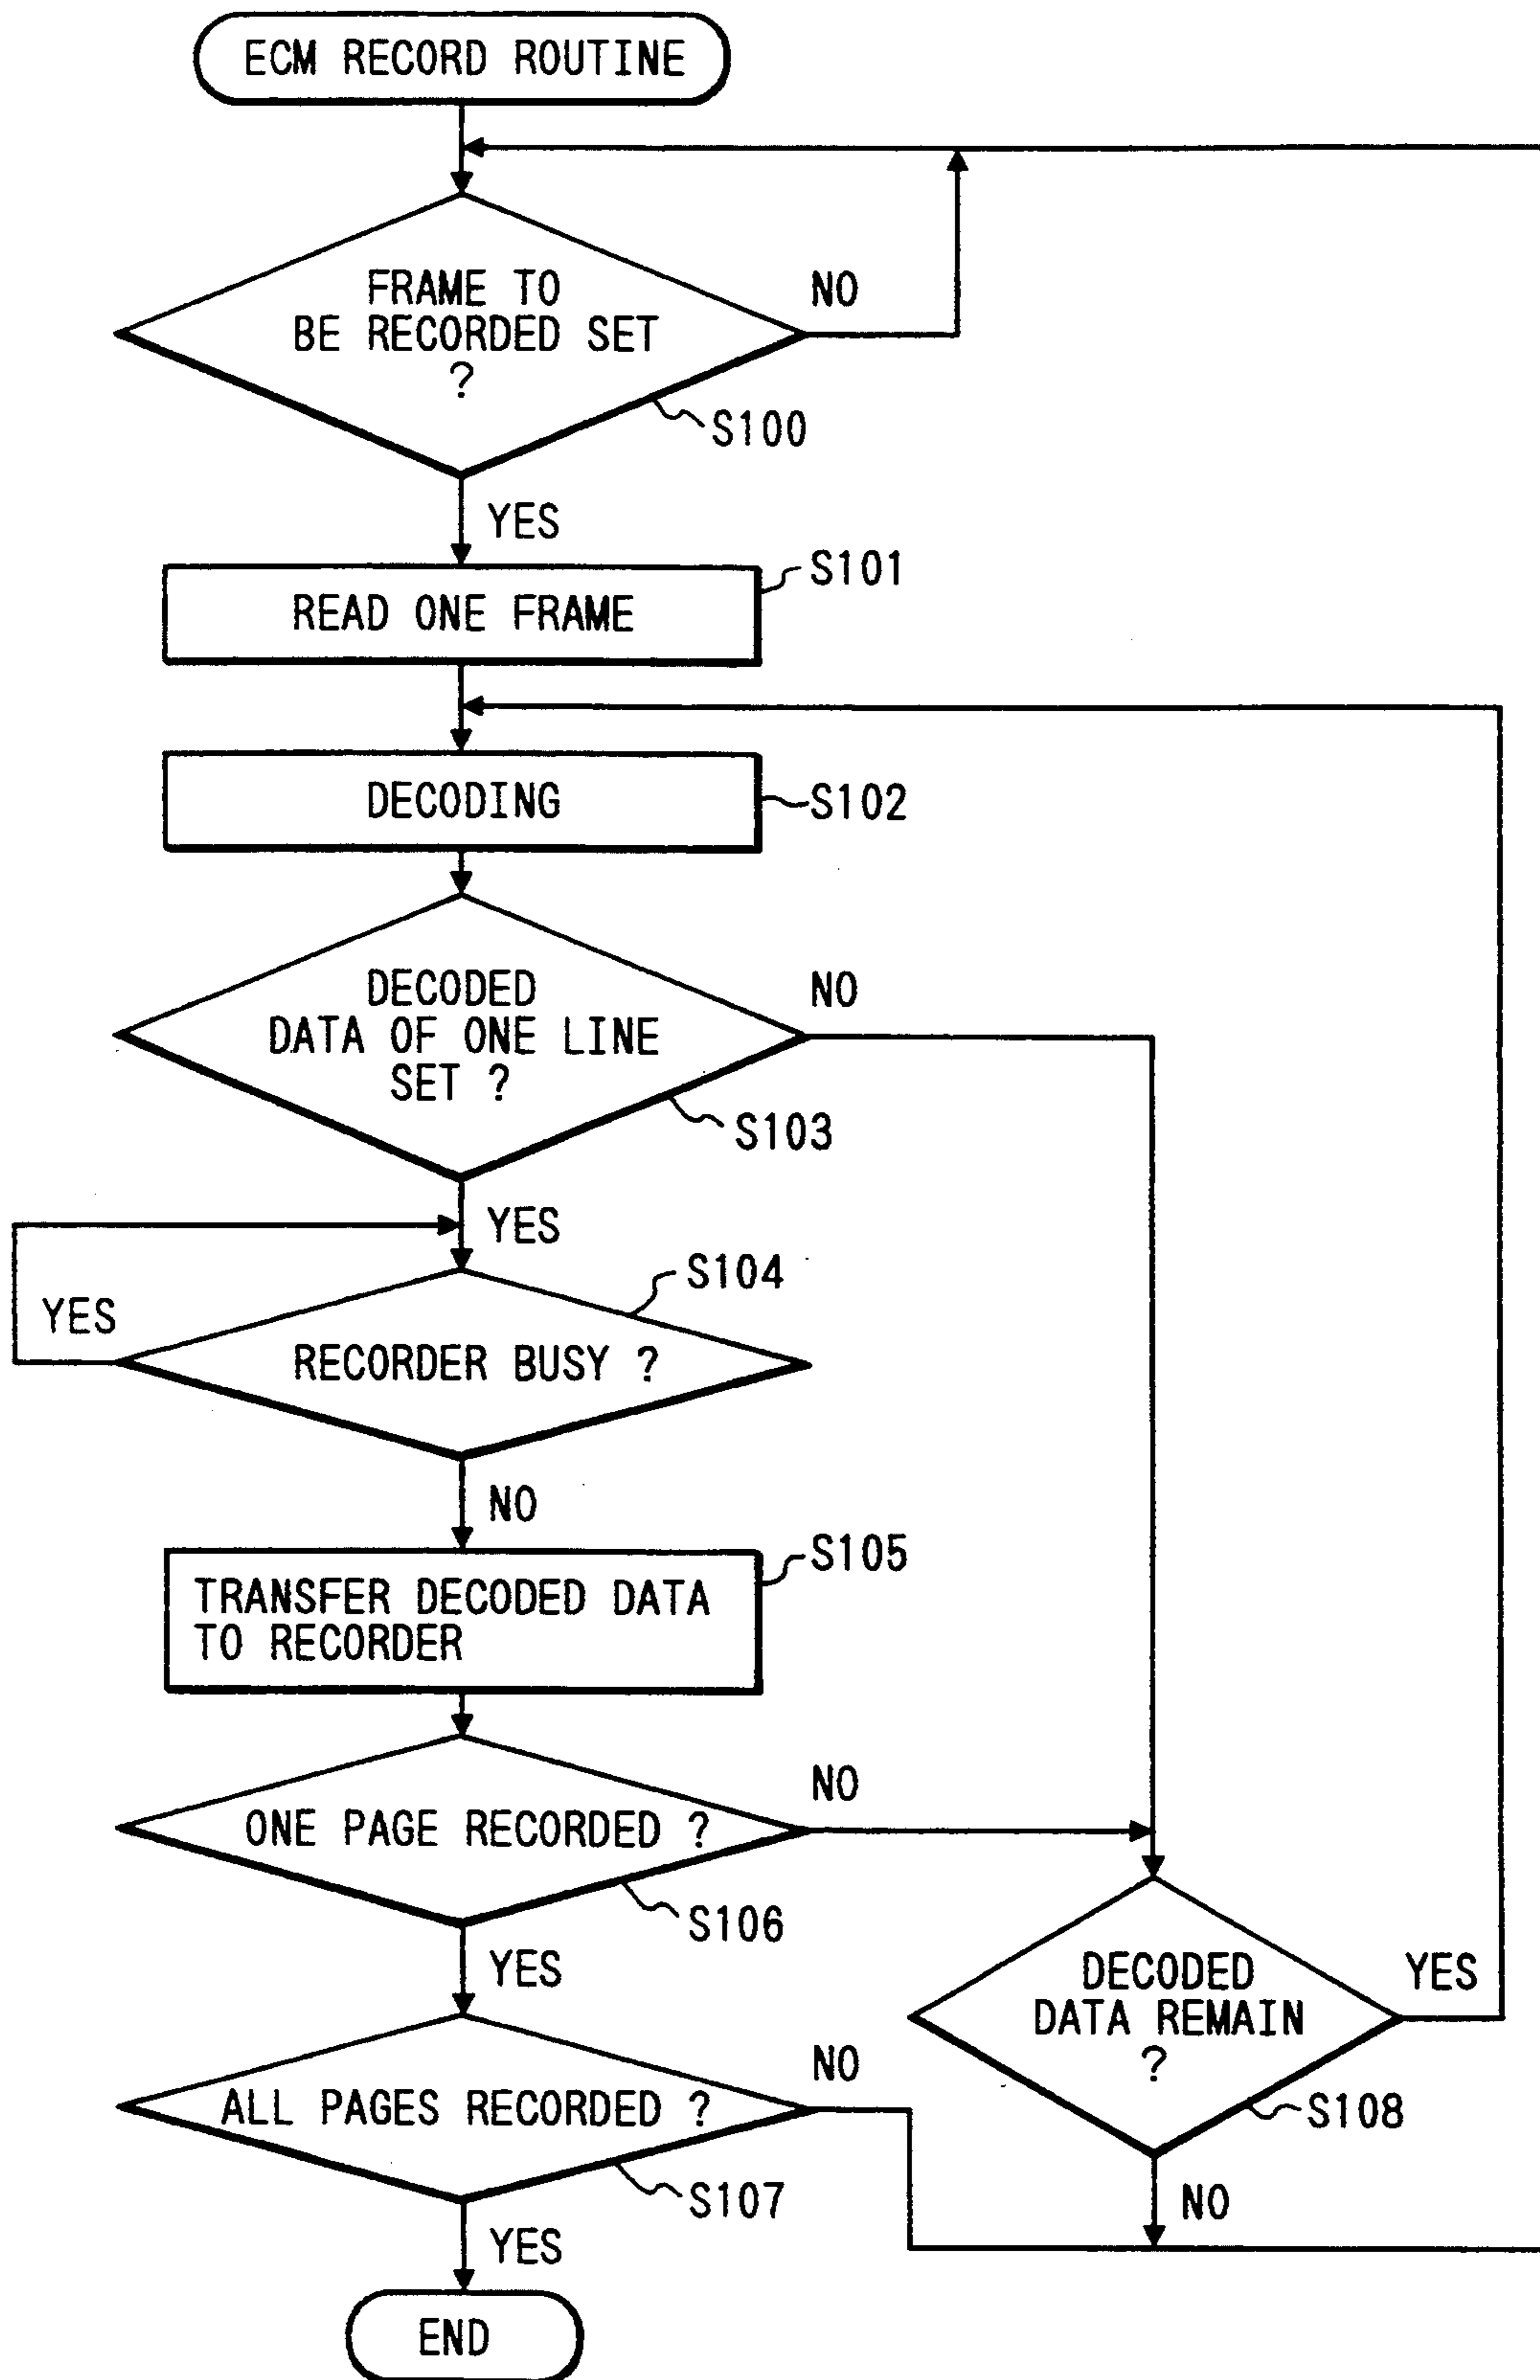 ECM RECORD ROUTINE
FRAME TO
BE RECORDED SET
?
NO
S100
YES
S101
READ ONE FRAME
DECODING
S102
DECODED
DATA OF ONE LINE
SET ?
NO
S103
YES
S104
YES
RECORDER BUSY ?
NO
S105
TRANSFER DECODED DATA
TO RECORDER
NO
ONE PAGE RECORDED ?
S106
YES
DECODED
DATA REMAIN
?
YES
S108
NO
NO
ALL PAGES RECORDED ?
S107
YES
END